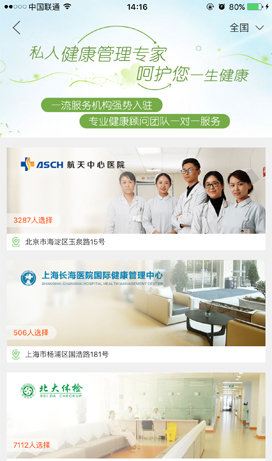 中国联通 14:16 80%
全国
私人健康管理专家
呵护您一生健康
一流服务机构强势入驻
专业健康顾问团队一对一服务
ASCH 航天中心医院
3287人选择
北京市海淀区玉泉路15号
上海长海医院国际健康管理中心
506人选择
上海市杨浦区国浩路181号
北大体检
BEIDA CHECKUP
7112人选择